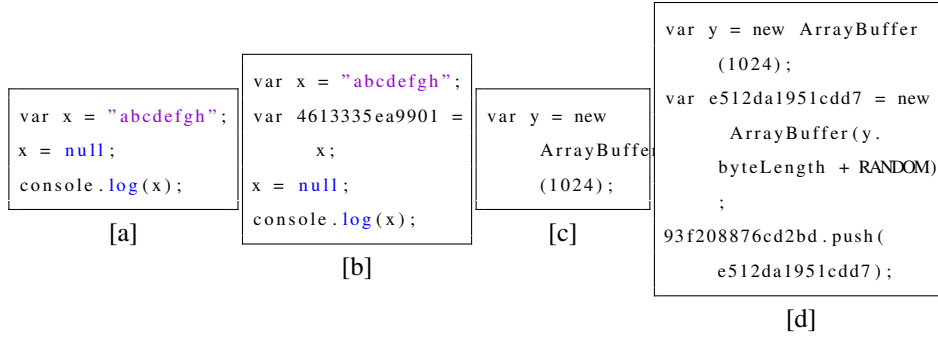 var x = "abcdefgh";
x = null;
console.log(x);
[a]
var x = "abcdefgh";
var 4613335ea9901 =
x;
x = null;
console.log(x);
[b]
var y = new
ArrayBuffer
(1024);
[c]
var y = new ArrayBuffer
(1024);
var e512da1951cdd7 = new
ArrayBuffer(y.
byteLength + RANDOM)
;
93f208876cd2bd.push(
e512da1951cdd7);
[d]